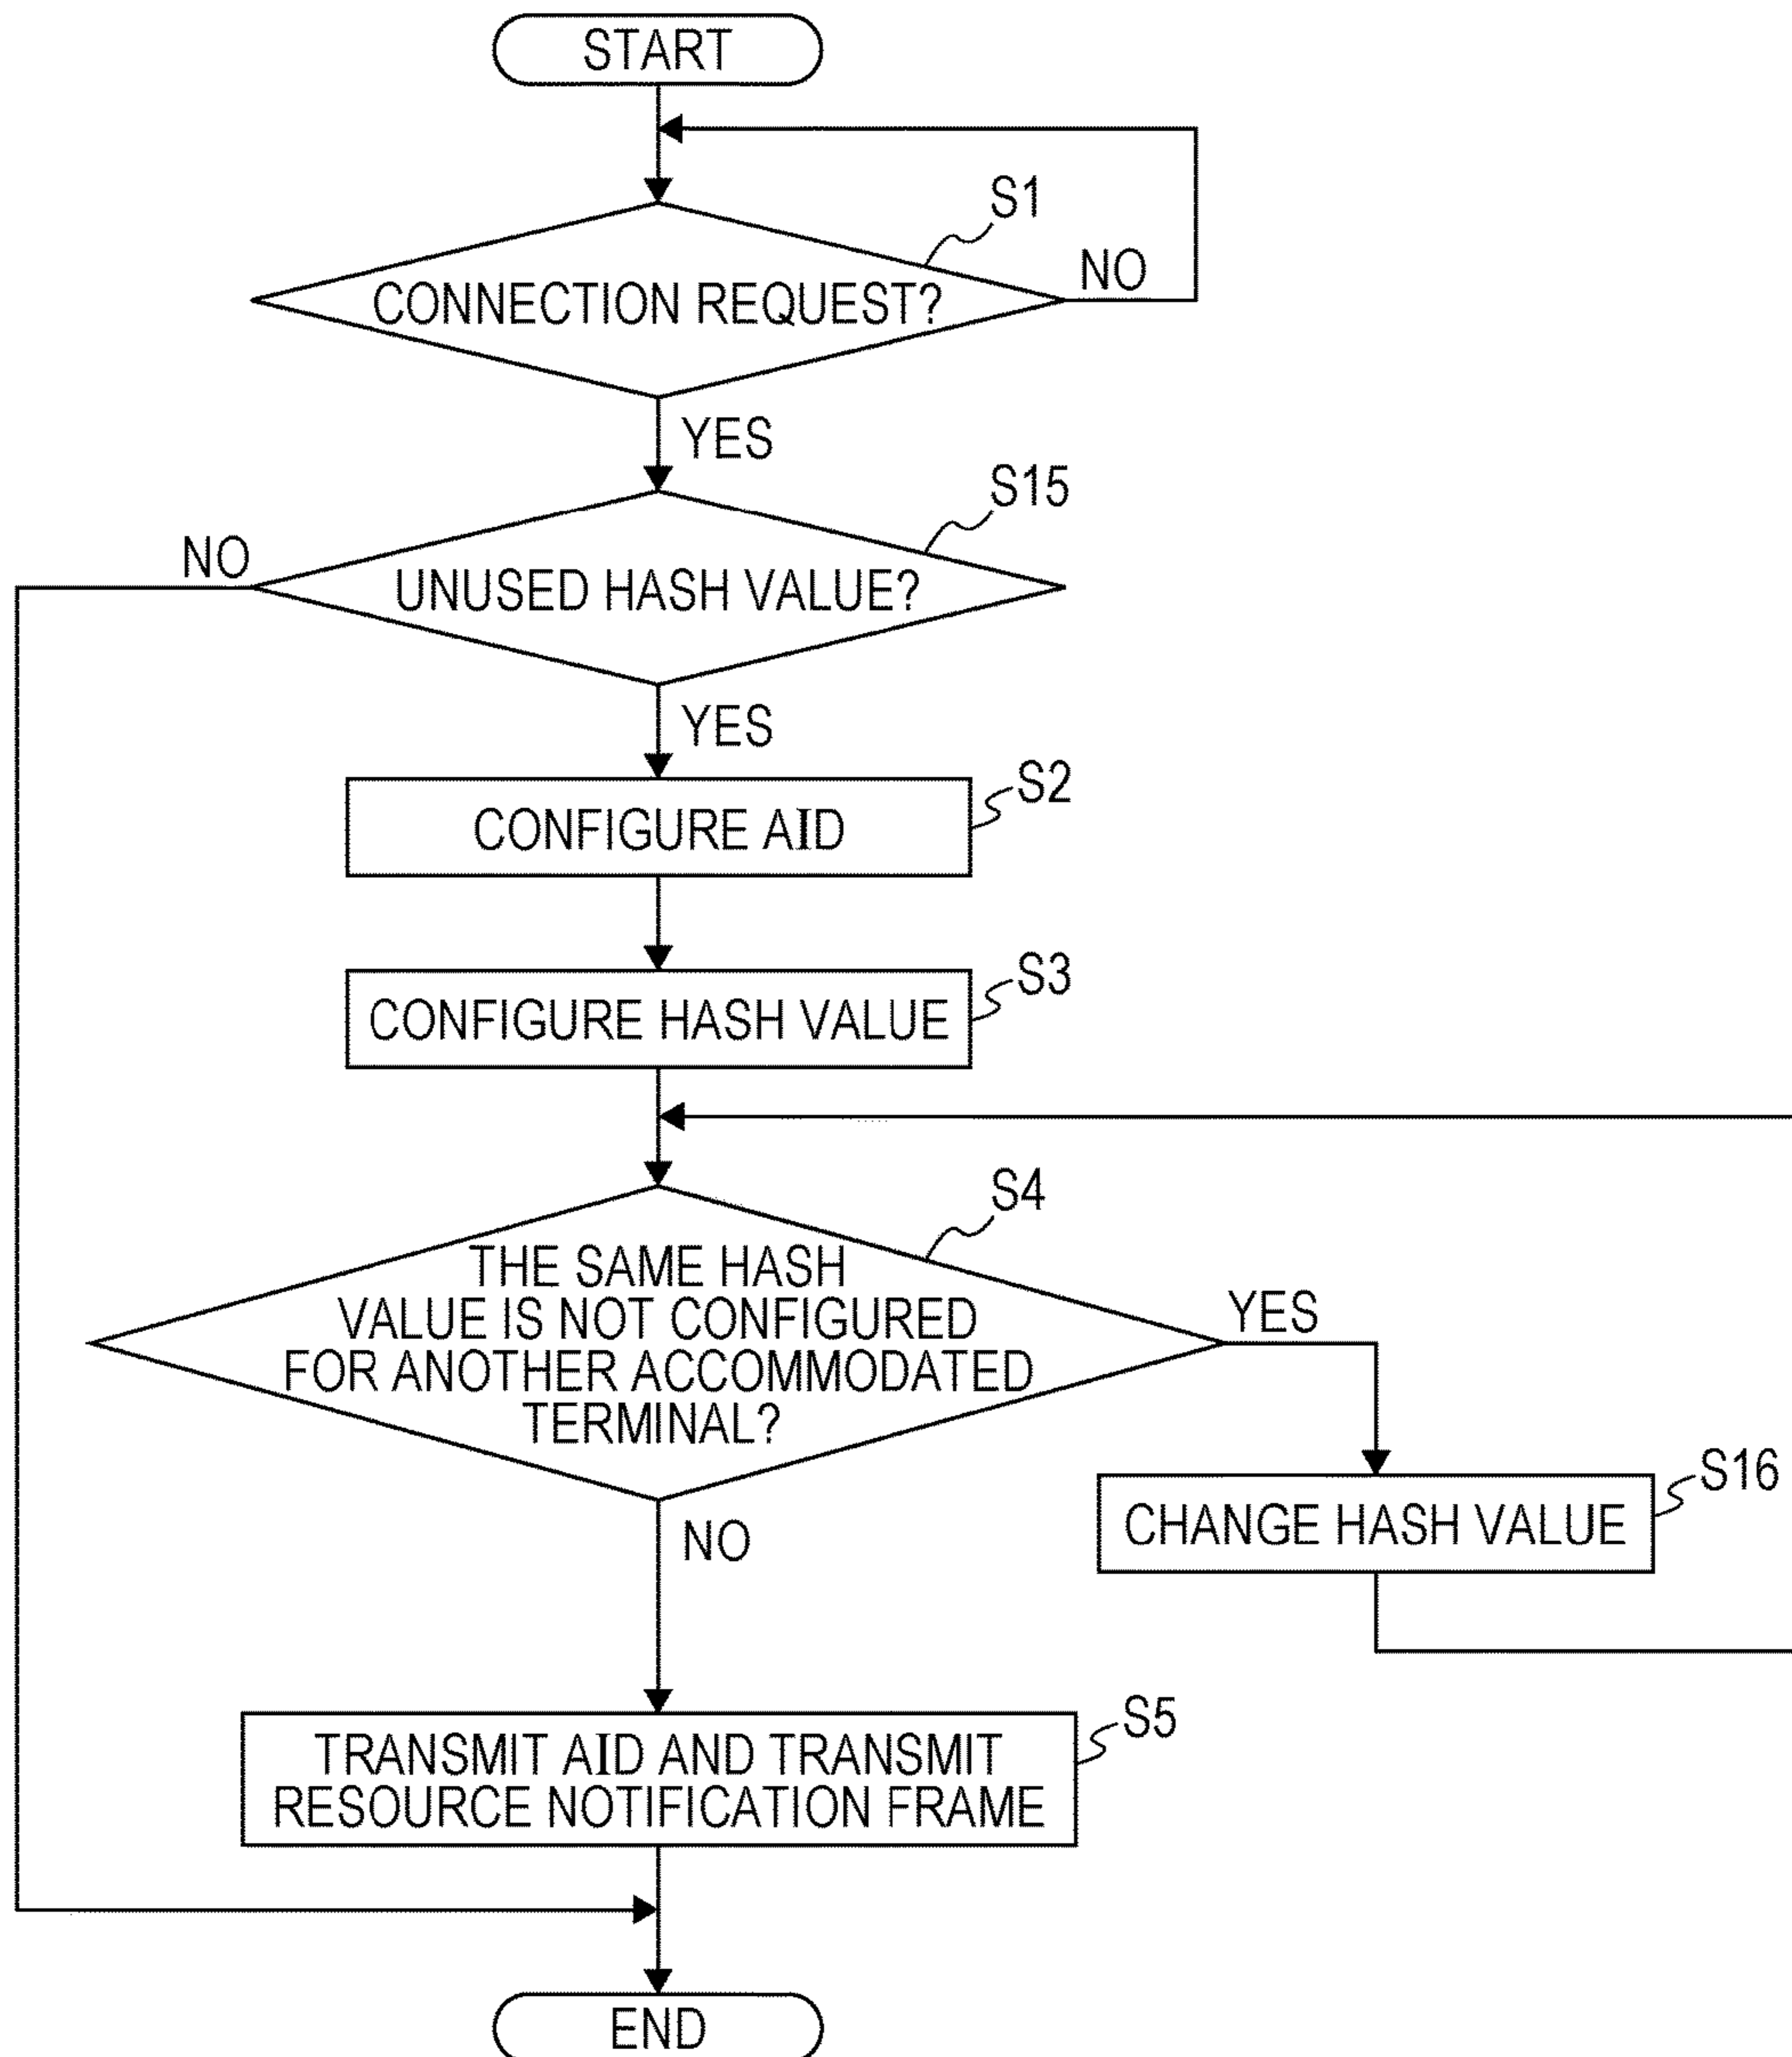 START
S1
CONNECTION REQUEST?
NO
YES
S15
NO
UNUSED HASH VALUE?
YES
S2
CONFIGURE AID
S3
CONFIGURE HASH VALUE
S4
THE SAME HASH
VALUE IS NOT CONFIGURED
FOR ANOTHER ACCOMMODATED
TERMINAL?
YES
S16
CHANGE HASH VALUE
NO
S5
TRANSMIT AID AND TRANSMIT
RESOURCE NOTIFICATION FRAME
END